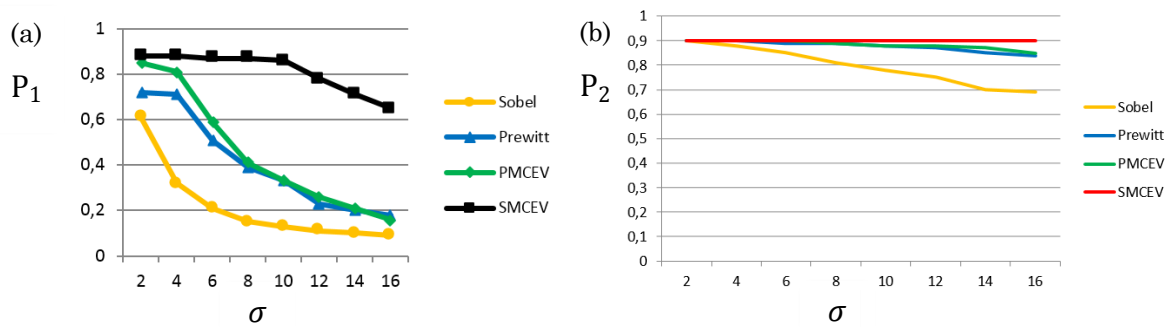 (a)
P1
1
0,8
0,6
0,4
0,2
0
2 4 6 8 10 12 14 16
σ
Sobel
Prewitt
PMCEV
SMCEV
(b)
P2
1
0,9
0,8
0,7
0,6
0,5
0,4
0,3
0,2
0,1
0
2 4 6 8 10 12 14 16
σ
Sobel
Prewitt
PMCEV
SMCEV